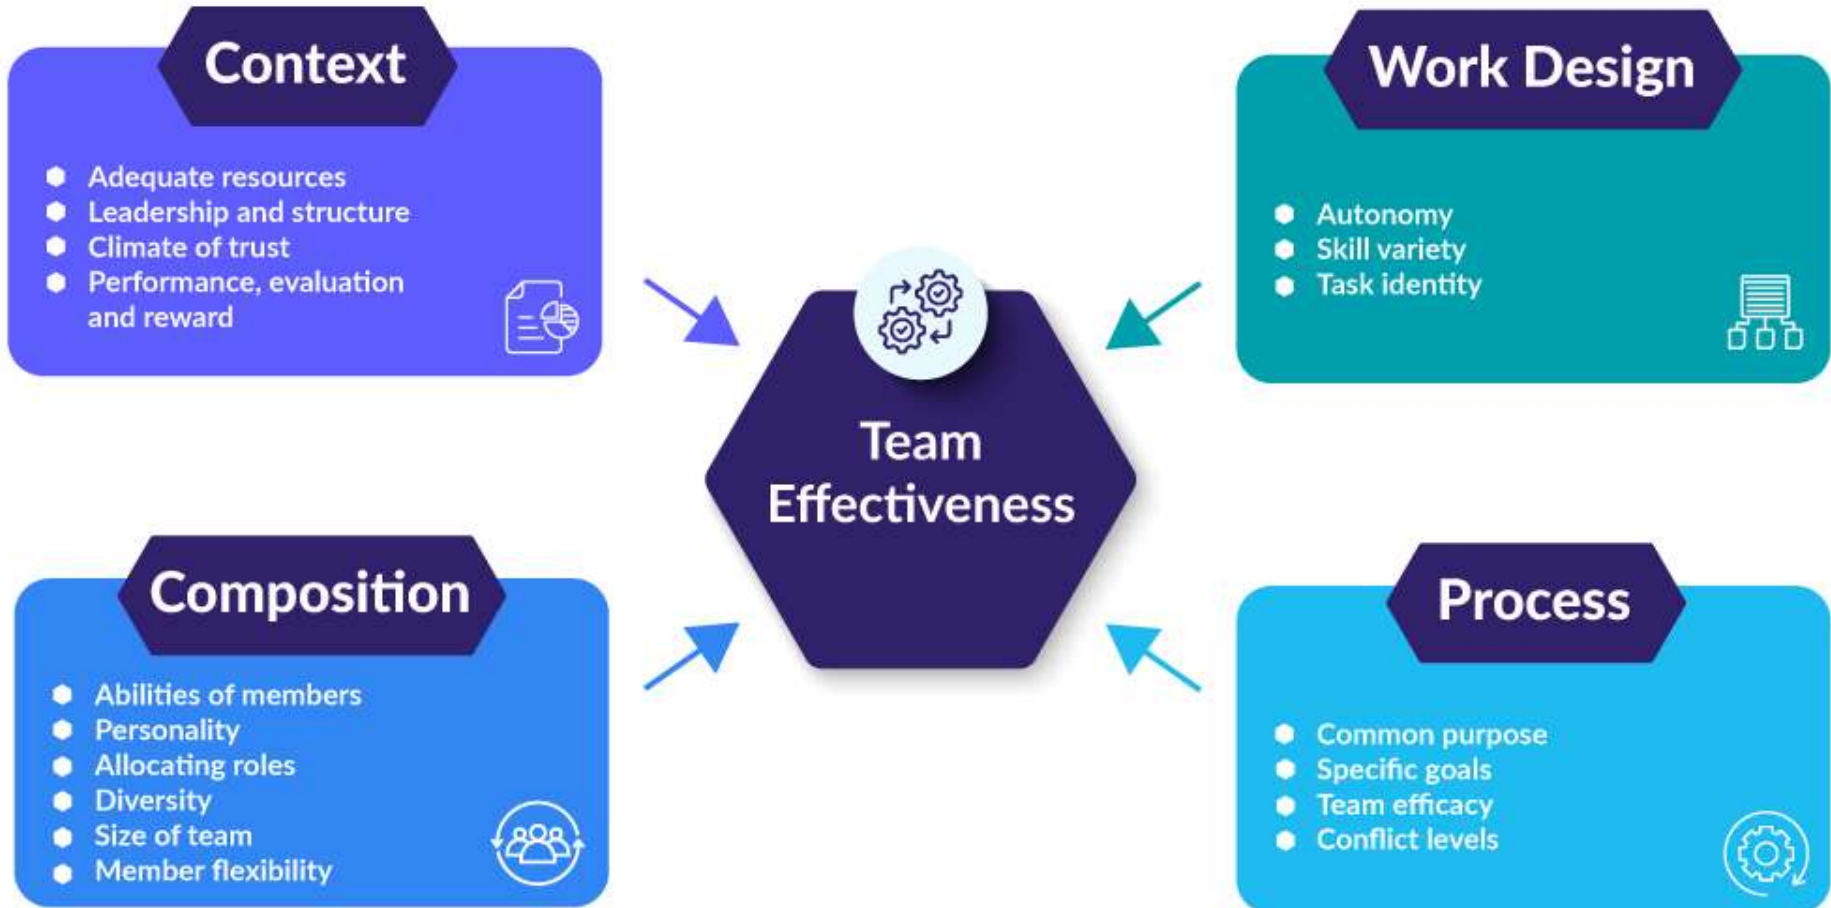 Context
Adequate resources
Leadership and structure
Climate of trust
Performance, evaluation
and reward
Work Design
Autonomy
Skill variety
Task identity
Team
Effectiveness
Composition
Abilities of members
Personality
Allocating roles
Diversity
Size of team
Member flexibility
Process
Common purpose
Specific goals
Team efficacy
Conflict levels